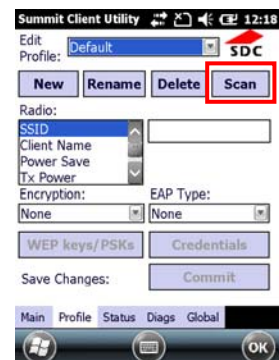 Summit Client Utility 12:18
Edit Profile: Default
SDC
New Rename Delete Scan
Radio:
SSID
Client Name
Power Save
Tx Power
Encryption: EAP Type:
None None
WEP keys/PSKs Credentials
Save Changes: Commit
Main Profile Status Diags Global
OK